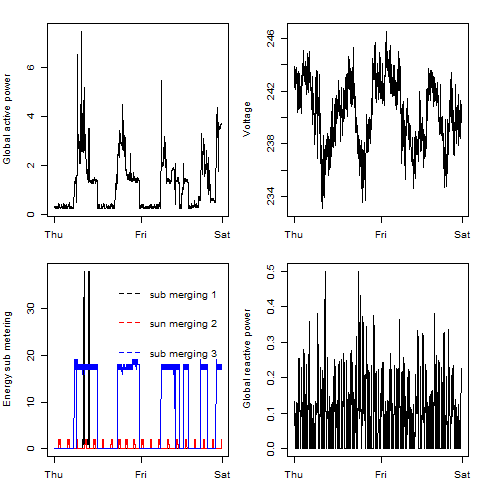 Global active power
6
4
2
0
Thu
Fri
Sat
Voltage
246
242
238
234
Thu
Fri
Sat
Energy sub metering
30
20
10
0
sub merging 1
sun merging 2
sub merging 3
Thu
Fri
Sat
Global reactive power
0.5
0.4
0.3
0.2
0.1
0.0
Thu
Fri
Sat